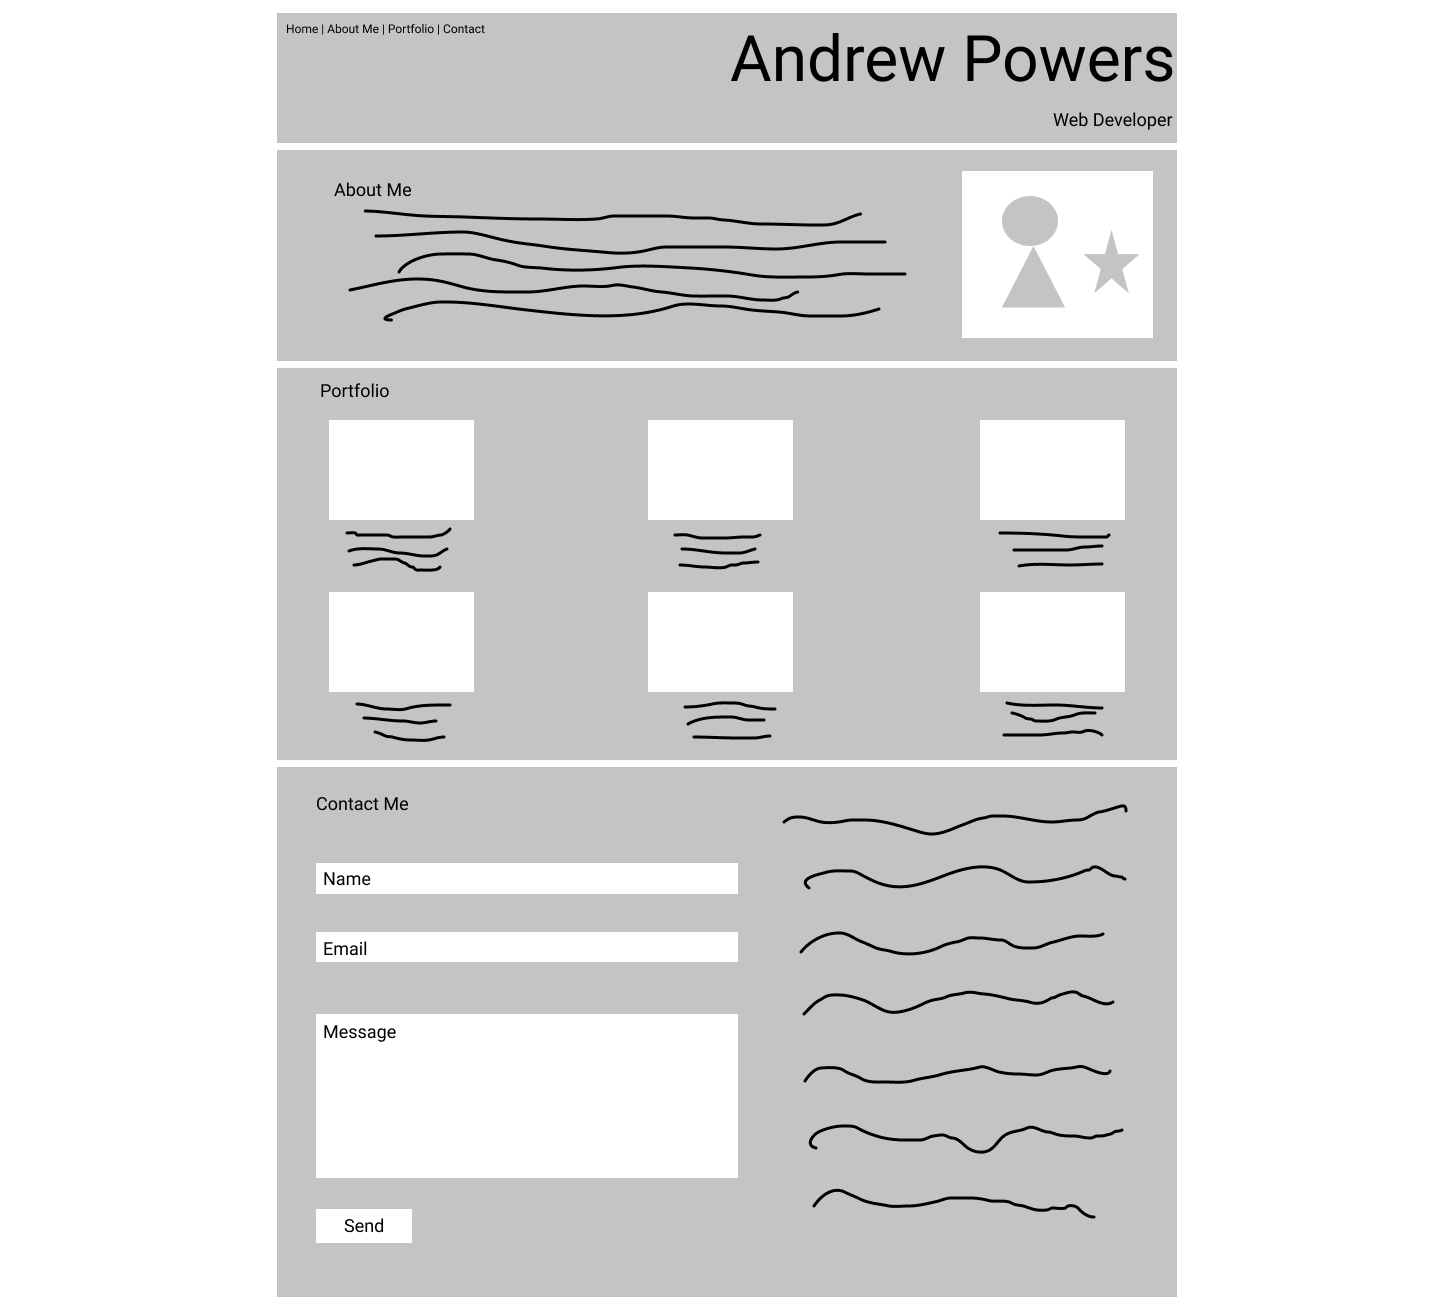 Home | About Me | Portfolio | Contact
Andrew Powers
Web Developer
About Me
Portfolio
Contact Me
Name
Email
Message
Send